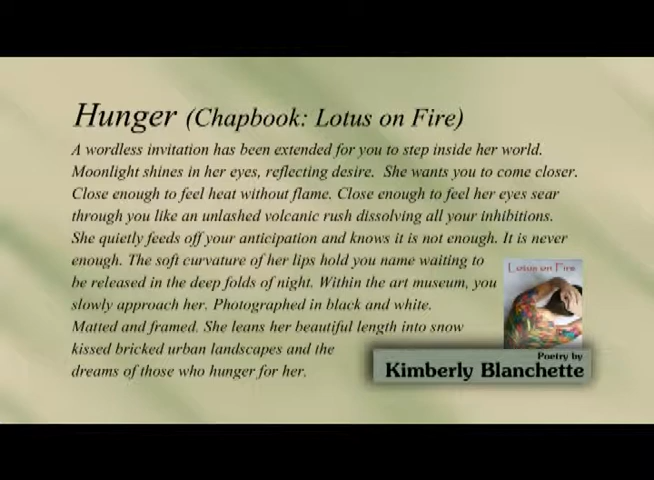 Hunger (Chapbook: Lotus on Fire)
A wordless invitation has been extended for you to step inside her world.
Moonlight shines in her eyes, reflecting desire. She wants you to come closer.
Close enough to feel heat without flame. Close enough to feel her eyes sear
through you like an unlashed volcanic rush dissolving all your inhibitions.
She quietly feeds off your anticipation and knows it is not enough. It is never
enough. The soft curvature of her lips hold you name waiting to
be released in the deep folds of night. Within the art museum, you
slowly approach her. Photographed in black and white.
Matted and framed. She leans her beautiful length into snow
kissed bricked urban landscapes and the
dreams of those who hunger for her.
Lotus on Fire
Poetry by
Kimberly Blanchette